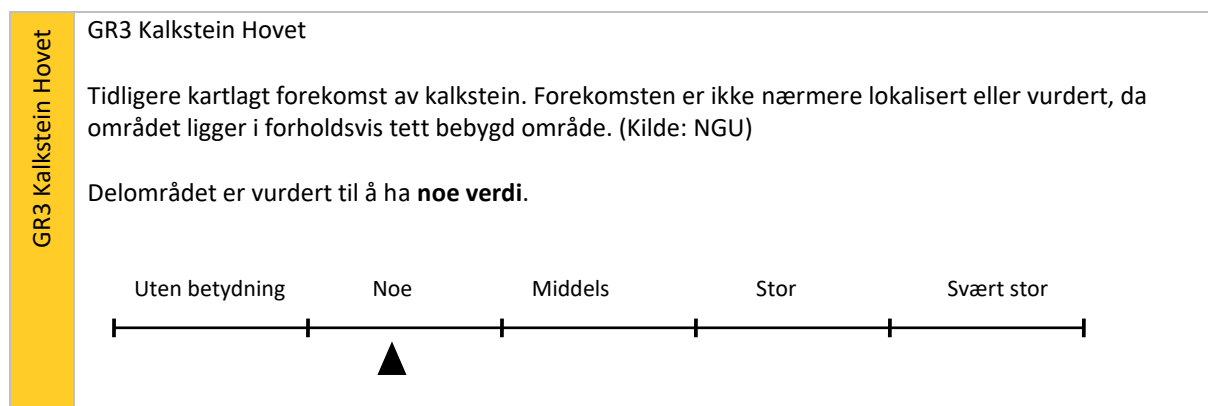 GR3 Kalkstein Hovet
GR3 Kalkstein Hovet
Tidligere kartlagt forekomst av kalkstein. Forekomsten er ikke nærmere lokalisert eller vurdert, da
området ligger i forholdsvis tett bebygd område. (Kilde: NGU)
Delområdet er vurdert til å ha noe verdi.
Uten betydning Noe Middels Stor Svært stor